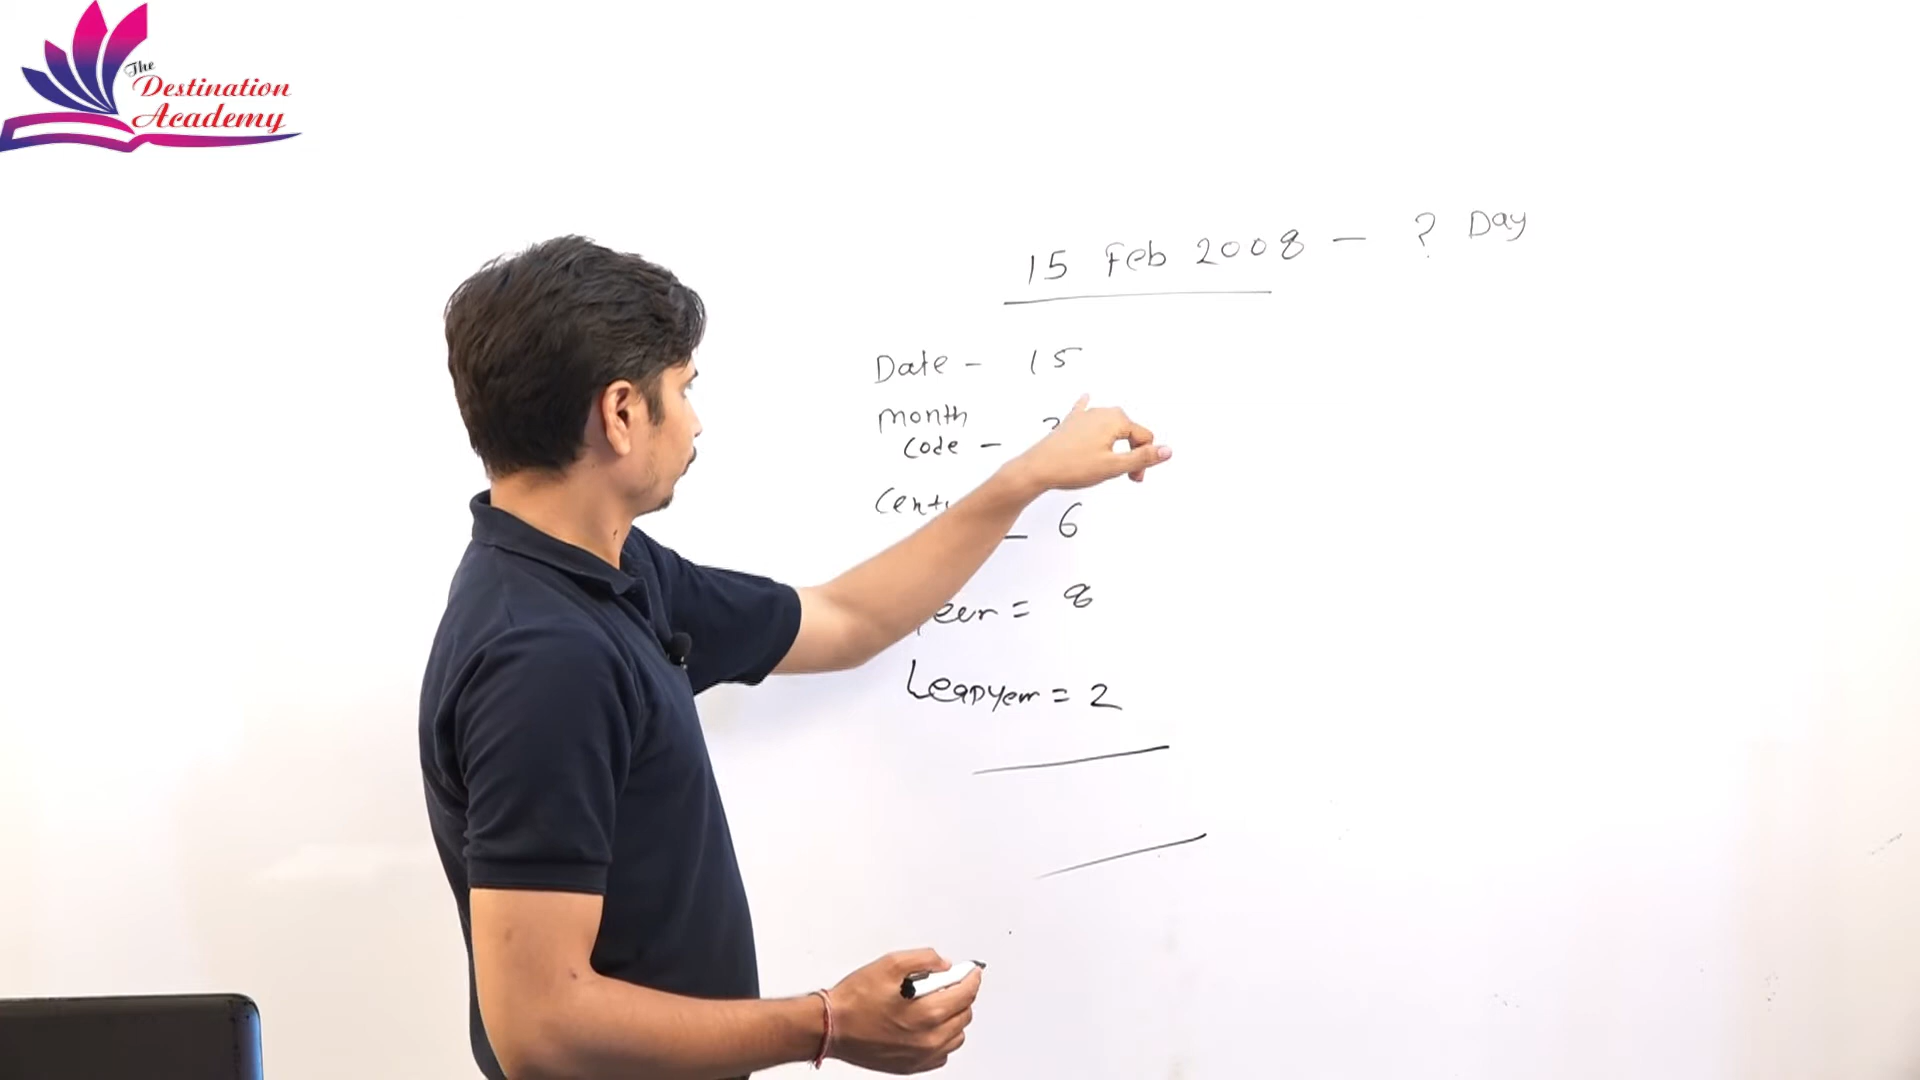 The
Destination
Academy
15 Feb 2008 - ? Day
Date - 15
month
code -
- 6
= 8
Leapyear = 2